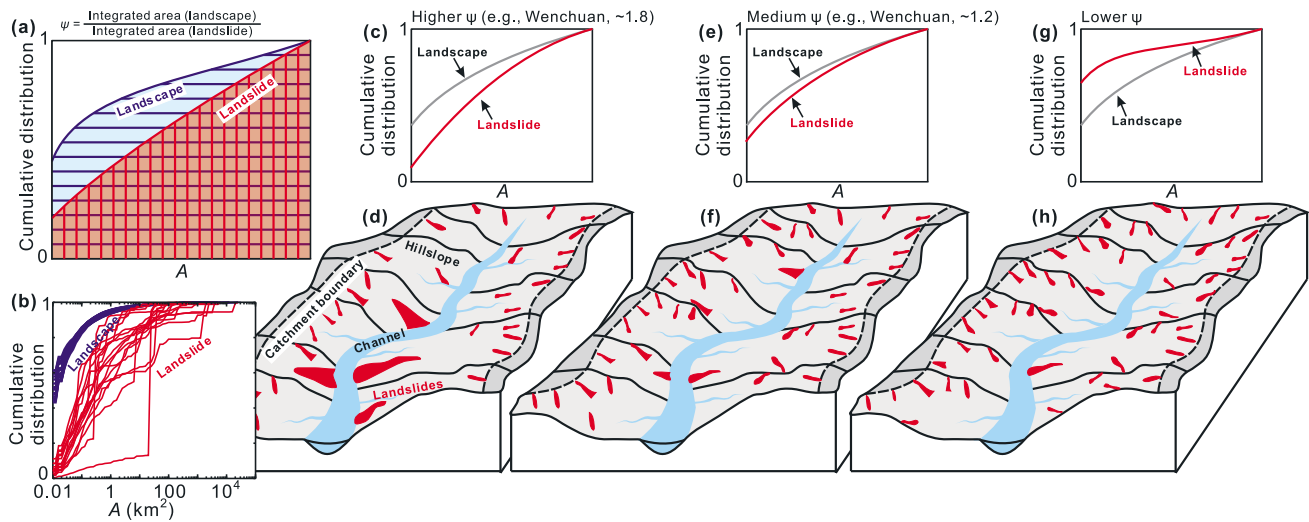 (a)
ψ = Integrated area (landscape)
Integrated area (landslide)
1
Landscape
Landslide
Cumulative distribution
0
A
(b)
1
Landscape
Landslide
Cumulative
distribution
0
0.01
1
100
10⁴
A (km²)
Higher ψ (e.g., Wenchuan, ~1.8)
(c)
1
Landscape
Landslide
Cumulative
distribution
0
A
(d)
Hillslope
Catchment boundary
Channel
Landslides
Medium ψ (e.g., Wenchuan, ~1.2)
(e)
1
Landscape
Landslide
Cumulative
distribution
0
A
(f)
Lower ψ
(g)
1
Landslide
Landscape
Cumulative
distribution
0
A
(h)